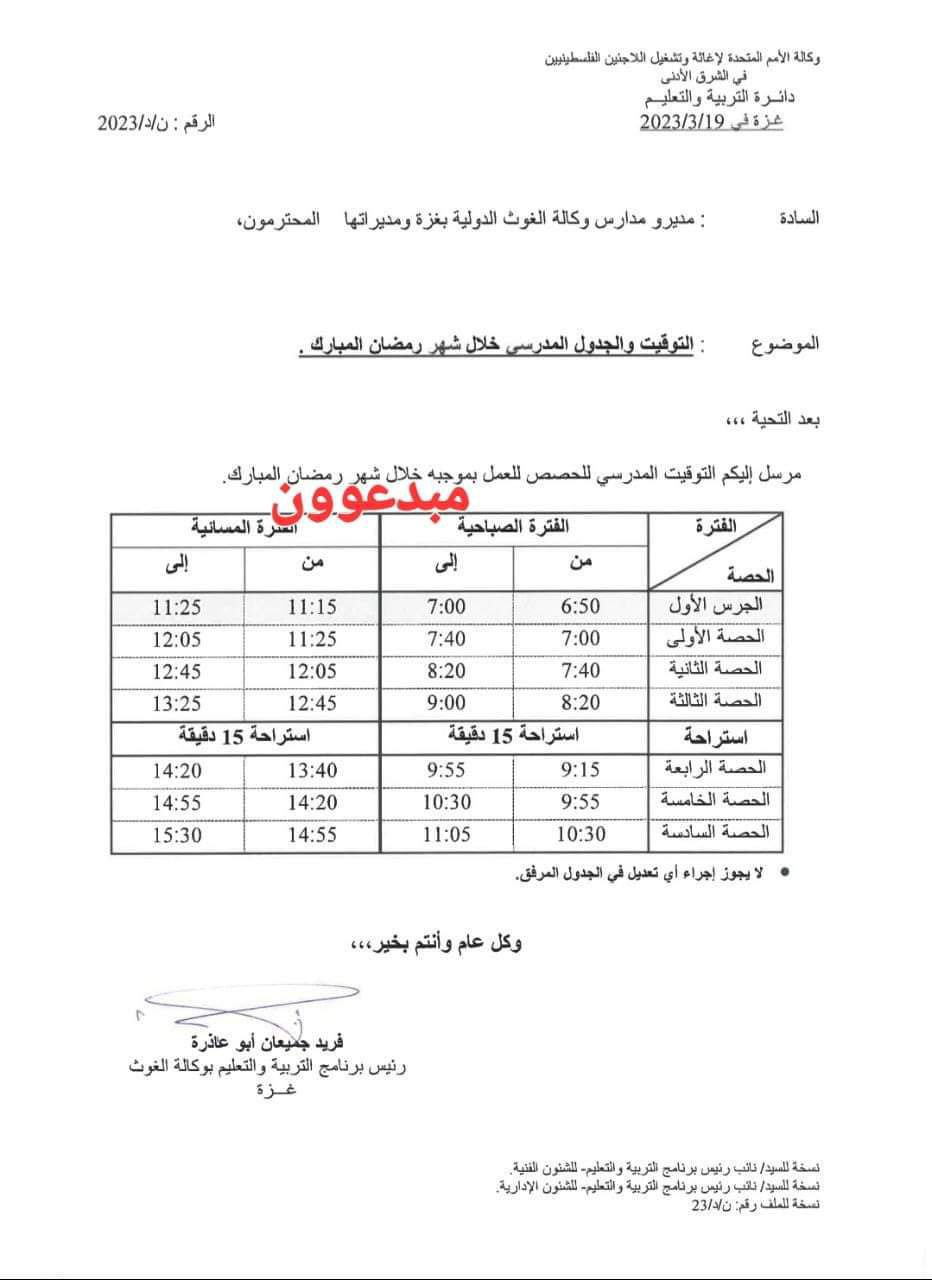 وكالة الأمم المتحدة لإغاثة وتشغيل اللاجئين الفلسطينيين
في الشرق الأدنى
دائــرة التربية والتعليــم
غـزة في 2023/3/19
الرقم : ن/د/2023
السادة : مديرو مدارس وكالة الغوث الدولية بغزة ومديراتها المحترمون،
الموضوع : التوقيت والجدول المدرسي خلال شهر رمضان المبارك .
بعد التحية ،،،
مرسل إليكم التوقيت المدرسي للحصص للعمل بموجبه خلال شهر رمضان المبارك.
مبدعوون
الفترة الفترة الصباحية الفترة المسائية
الحصة من إلى من إلى
الجرس الأول 6:50 7:00 11:15 11:25
الحصة الأولى 7:00 7:40 11:25 12:05
الحصة الثانية 7:40 8:20 12:05 12:45
الحصة الثالثة 8:20 9:00 12:45 13:25
استراحة استراحة 15 دقيقة استراحة 15 دقيقة
الحصة الرابعة 9:15 9:55 13:40 14:20
الحصة الخامسة 9:55 10:30 14:20 14:55
الحصة السادسة 10:30 11:05 14:55 15:30
• لا يجوز إجراء أي تعديل في الجدول المرفق.
وكل عام وأنتم بخير،،،
فريد جميعان أبو عاذرة
رئيس برنامج التربية والتعليم بوكالة الغوث
غــزة
نسخة للسيد/ نائب رئيس برنامج التربية والتعليم- للشئون الفنية.
نسخة للسيد/ نائب رئيس برنامج التربية والتعليم- للشئون الإدارية.
نسخة للملف رقم: ن/د/23